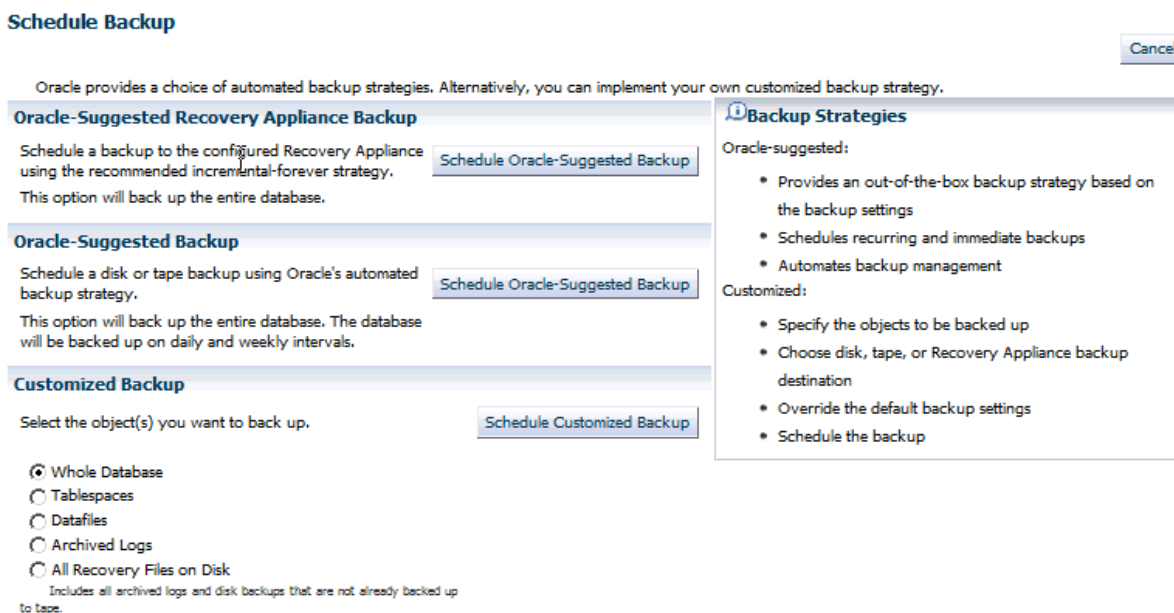 Schedule Backup
Cancel
Oracle provides a choice of automated backup strategies. Alternatively, you can implement your own customized backup strategy.
Oracle-Suggested Recovery Appliance Backup
Schedule a backup to the configured Recovery Appliance
using the recommended incremental-forever strategy.
Schedule Oracle-Suggested Backup
This option will back up the entire database.
Oracle-Suggested Backup
Schedule a disk or tape backup using Oracle's automated
backup strategy.
Schedule Oracle-Suggested Backup
This option will back up the entire database. The database
will be backed up on daily and weekly intervals.
Customized Backup
Select the object(s) you want to back up.
Schedule Customized Backup
Whole Database
Tablespaces
Datafiles
Archived Logs
All Recovery Files on Disk
Includes all archived logs and disk backups that are not already backed up
to tape.
Backup Strategies
Oracle-suggested:
• Provides an out-of-the-box backup strategy based on
the backup settings
• Schedules recurring and immediate backups
• Automates backup management
Customized:
• Specify the objects to be backed up
• Choose disk, tape, or Recovery Appliance backup
destination
• Override the default backup settings
• Schedule the backup